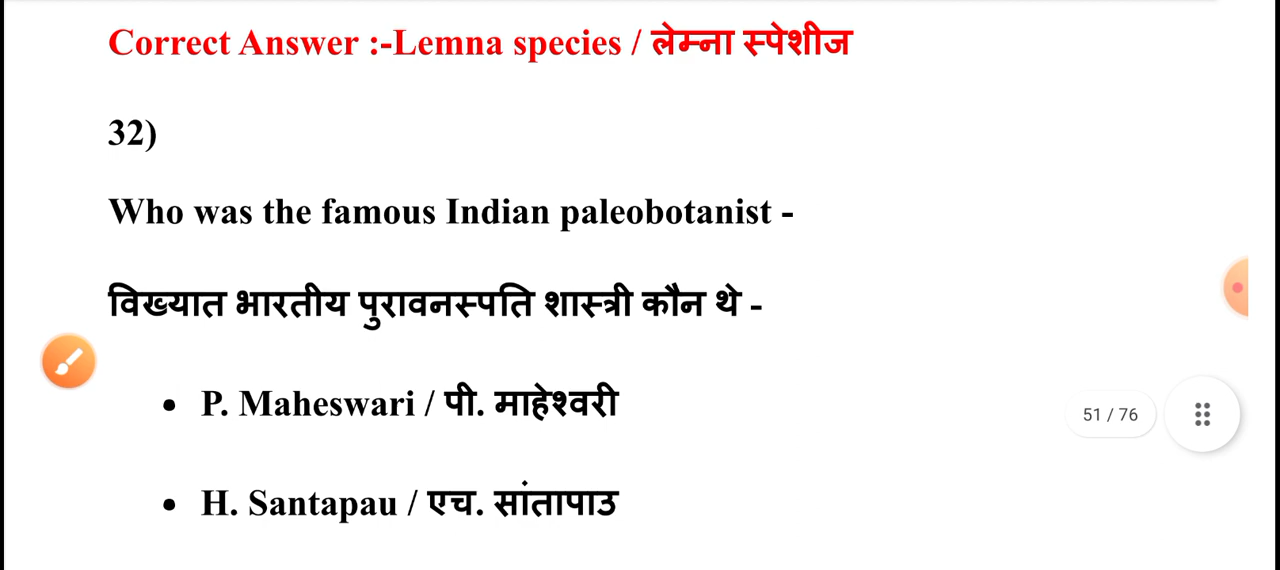 Correct Answer :-Lemna species / लेम्ना स्पेशीज
32)
Who was the famous Indian paleobotanist -
विख्यात भारतीय पुरावनस्पति शास्त्री कौन थे -
• P. Maheswari / पी. माहेश्वरी
51 / 76
• H. Santapau / एच. सांतापाउ